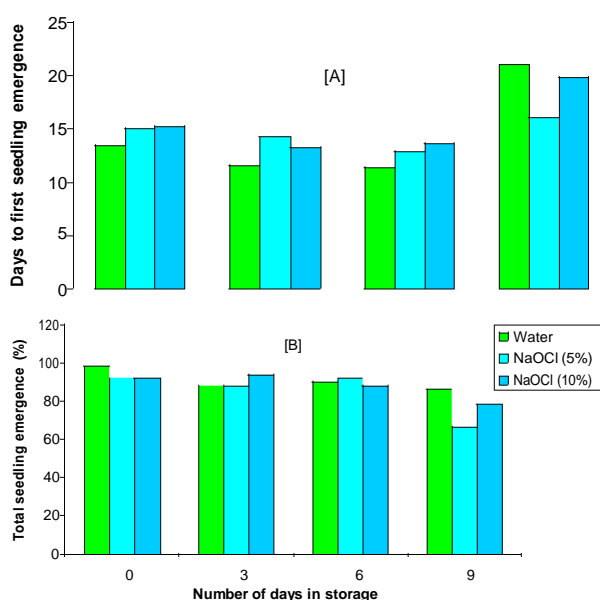 Days to first seedling emergence
25
20
15
10
5
0
[A]
Total seedling emergence (%)
120
100
80
60
40
20
0
[B]
Water
NaOCl (5%)
NaOCl (10%)
0 3 6 9
Number of days in storage